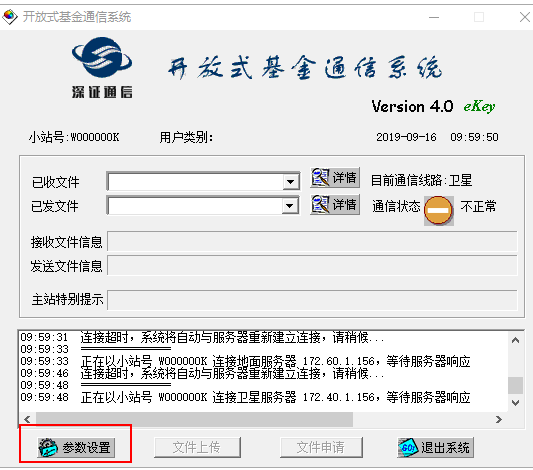 开放式基金通信系统
深证通信
开放式基金通信系统
Version 4.0 eKey
小站号:W000000K 用户类别: 2019-09-16 09:59:50
已收文件 详情 目前通信线路:卫星
已发文件 详情 通信状态 不正常
接收文件信息
发送文件信息
主站特别提示
09:59:31 连接超时，系统将自动与服务器重新建立连接，请稍候...
09:59:33 ==============
09:59:33 正在以小站号 W000000K 连接地面服务器 172.60.1.156，等待服务器响应
09:59:46 连接超时，系统将自动与服务器重新建立连接，请稍候...
09:59:48 ==============
09:59:48 正在以小站号 W000000K 连接卫星服务器 172.40.1.156，等待服务器响应
参数设置 文件上传 文件申请 GO! 退出系统